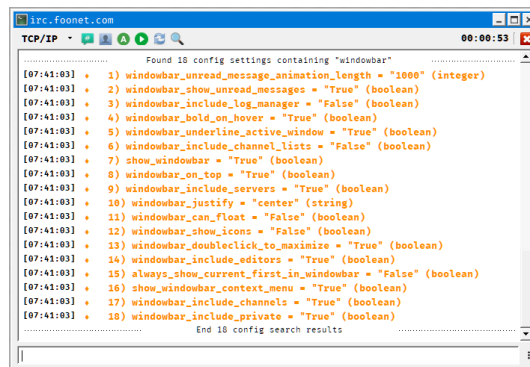 irc.foonet.com
TCP/IP 00:00:53
Found 18 config settings containing "windowbar"
[07:41:03] 1) windowbar_unread_message_animation_length = "1000" (integer)
[07:41:03] 2) windowbar_show_unread_messages = "True" (boolean)
[07:41:03] 3) windowbar_include_log_manager = "False" (boolean)
[07:41:03] 4) windowbar_bold_on_hover = "True" (boolean)
[07:41:03] 5) windowbar_underline_active_window = "True" (boolean)
[07:41:03] 6) windowbar_include_channel_lists = "False" (boolean)
[07:41:03] 7) show_windowbar = "True" (boolean)
[07:41:03] 8) windowbar_on_top = "True" (boolean)
[07:41:03] 9) windowbar_include_servers = "True" (boolean)
[07:41:03] 10) windowbar_justify = "center" (string)
[07:41:03] 11) windowbar_can_float = "False" (boolean)
[07:41:03] 12) windowbar_show_icons = "False" (boolean)
[07:41:03] 13) windowbar_doubleclick_to_maximize = "True" (boolean)
[07:41:03] 14) windowbar_include_editors = "True" (boolean)
[07:41:03] 15) always_show_current_first_in_windowbar = "False" (boolean)
[07:41:03] 16) show_windowbar_context_menu = "True" (boolean)
[07:41:03] 17) windowbar_include_channels = "True" (boolean)
[07:41:03] 18) windowbar_include_private = "True" (boolean)
End 18 config search results